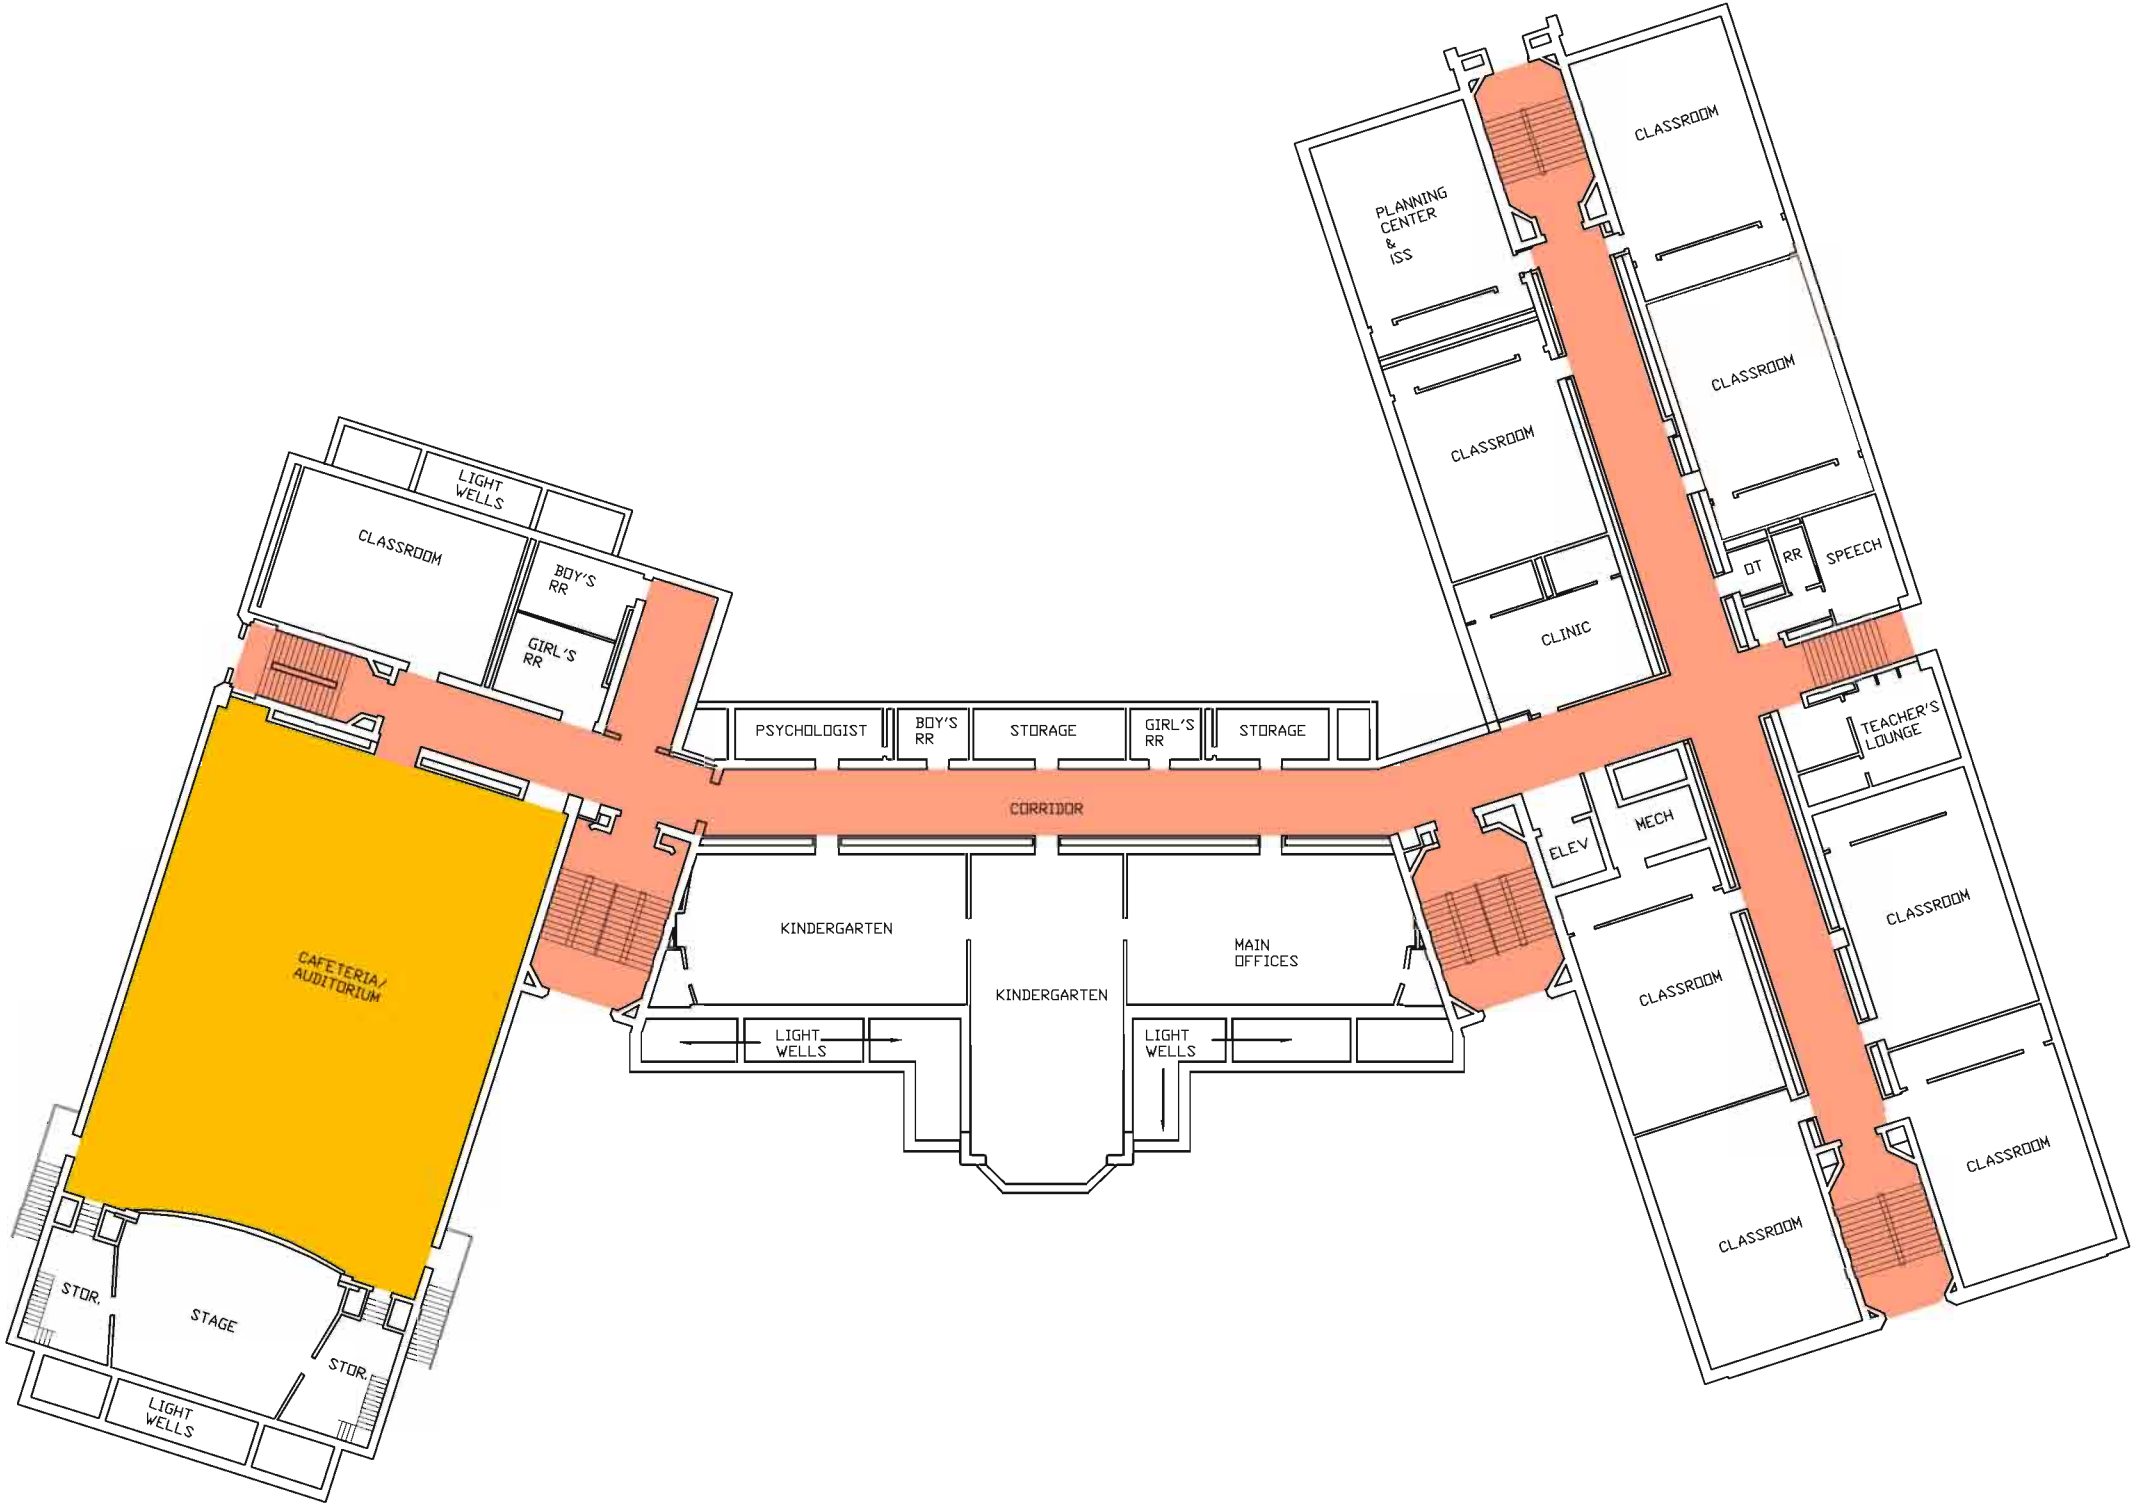 CLASSROOM
PLANNING
CENTER
&
ISS
CLASSROOM
CLASSROOM
LIGHT
WELLS
CLASSROOM
BOY'S
RR
GIRL'S
RR
OT
RR
SPEECH
CLINIC
PSYCHOLOGIST
BOY'S
RR
STORAGE
GIRL'S
RR
STORAGE
TEACHER'S
LOUNGE
CORRIDOR
MECH
ELEV
CLASSROOM
KINDERGARTEN
MAIN
OFFICES
KINDERGARTEN
CLASSROOM
CAFETERIA/
AUDITORIUM
LIGHT
WELLS
LIGHT
WELLS
CLASSROOM
CLASSROOM
STOR.
STAGE
STOR.
LIGHT
WELLS